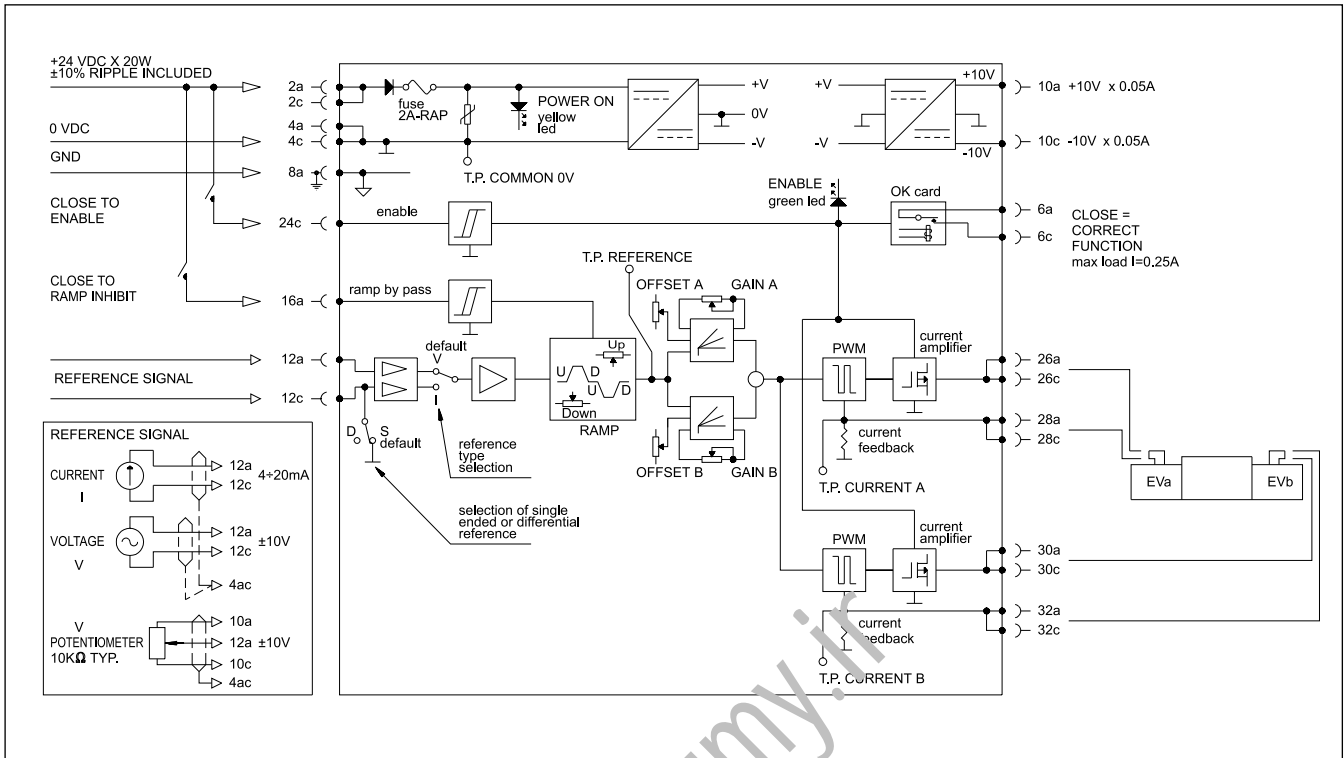 +24 VDC X 20W
±10% RIPPLE INCLUDED
2a
2c
fuse
2A-RAP
POWER ON
yellow
led
+V
0V
-V
+V
-V
+10V
-10V
10a +10V x 0.05A
10c -10V x 0.05A
0 VDC
4a
4c
GND
8a
T.P. COMMON 0V
CLOSE TO
ENABLE
24c
enable
ENABLE
green led
OK card
6a
6c
CLOSE =
CORRECT
FUNCTION
max load I=0.25A
CLOSE TO
RAMP INHIBIT
16a
ramp by pass
T.P. REFERENCE
OFFSET A
GAIN A
REFERENCE SIGNAL
12a
12c
default
V
I
D
S
default
Up
U
D
U
D
Down
RAMP
OFFSET B
GAIN B
reference
type
selection
selection of single
ended or differential
reference
PWM
current
amplifier
26a
26c
28a
28c
current
feedback
T.P. CURRENT A
EVa
EVb
PWM
current
amplifier
30a
30c
32a
32c
current
feedback
T.P. CURRENT B
REFERENCE SIGNAL
CURRENT
I
12a
12c
4÷20mA
VOLTAGE
V
12a
12c
±10V
4ac
V
POTENTIOMETER
10KΩ TYP.
10a
12a ±10V
10c
4ac
my.ir